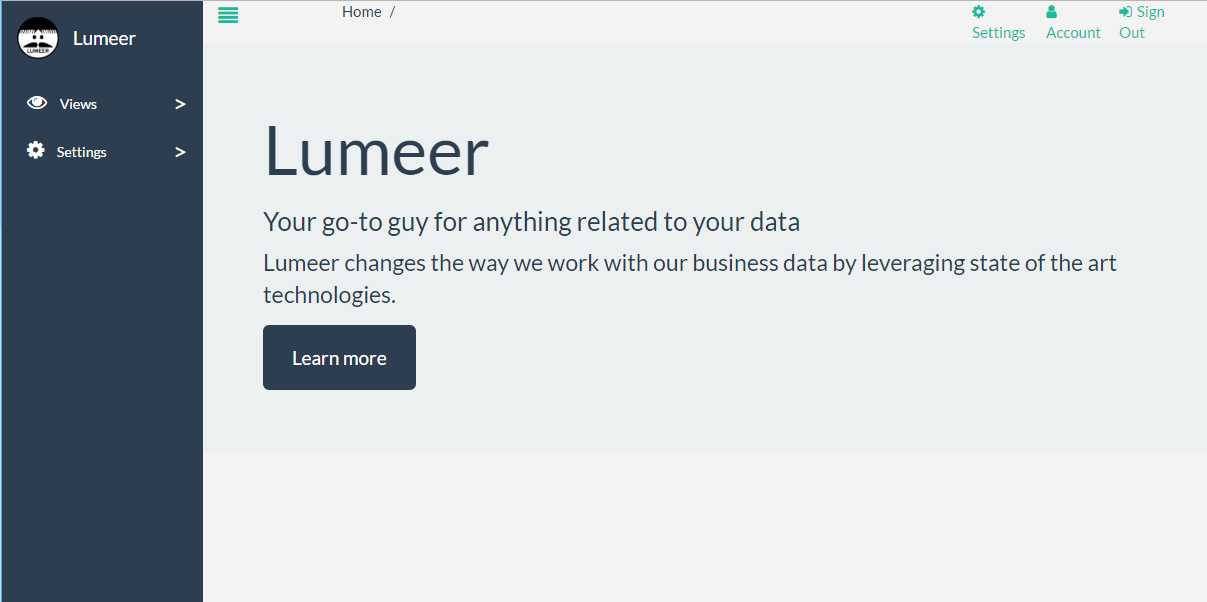 Lumeer
LUMEER
Views >
Settings >
Home /
Settings
Account
Sign
Out
Lumeer
Your go-to guy for anything related to your data
Lumeer changes the way we work with our business data by leveraging state of the art
technologies.
Learn more